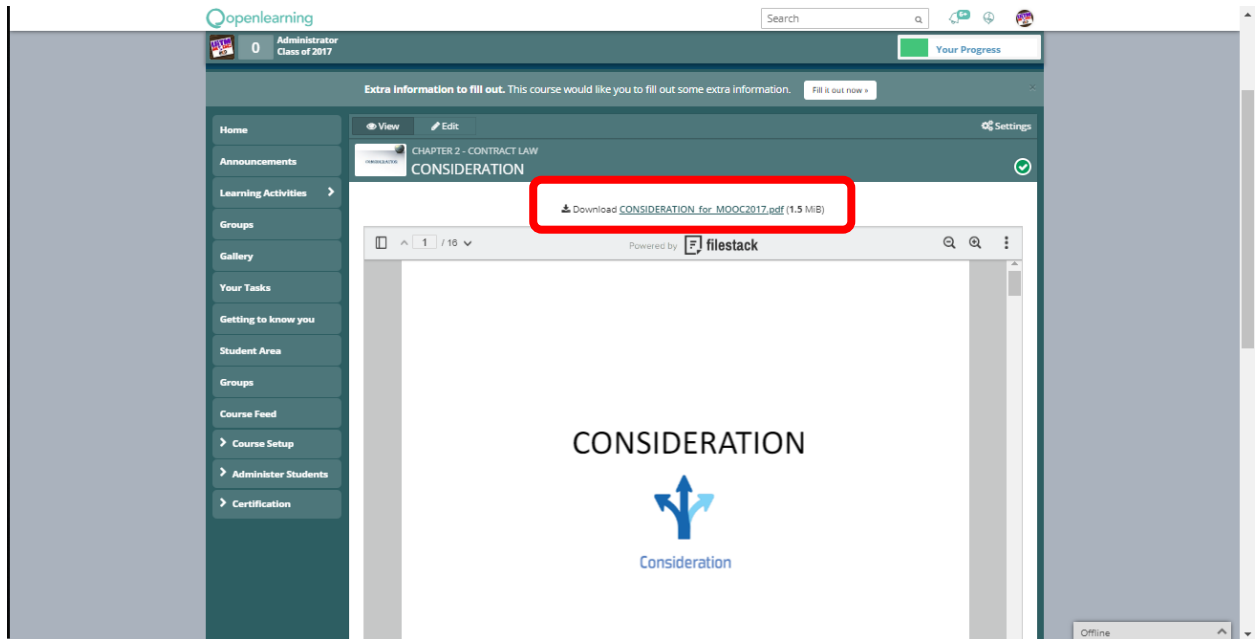 openlearning
Search
6+
0
Administrator
Class of 2017
Your Progress
Extra information to fill out. This course would like you to fill out some extra information.
Fill it out now »
×
Home
Announcements
Learning Activities
Groups
Gallery
Your Tasks
Getting to know you
Student Area
Groups
Course Feed
Course Setup
Administer Students
Certification
View
Edit
Settings
CHAPTER 2 - CONTRACT LAW
CONSIDERATION
Download CONSIDERATION_for_MOOC2017.pdf (1.5 MiB)
1 / 16
Powered by filestack
CONSIDERATION
Consideration
Offline